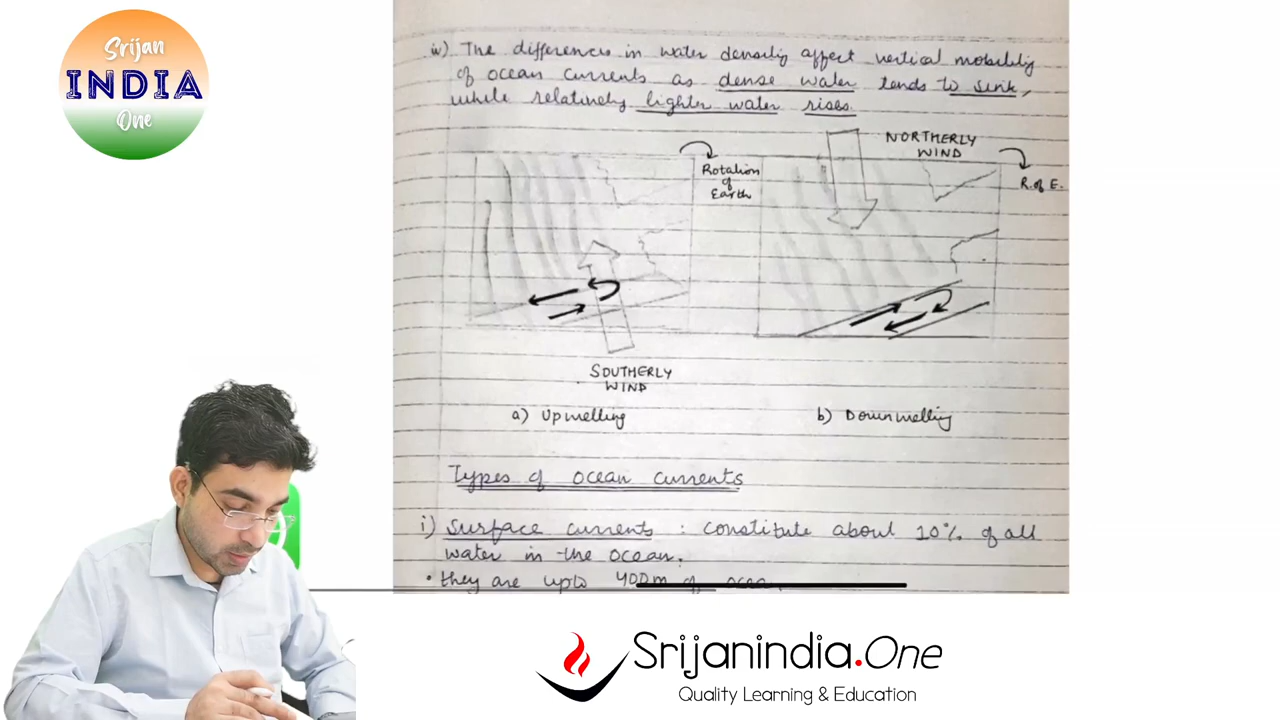 Srijan
INDIA
One
iv) The differences in water density affect vertical mobility
of ocean currents as dense water tends to sink,
while relatively lighter water rises.
NORTHERLY
WIND
Rotation
of
Earth
R. of E.
SOUTHERLY
WIND
a) Upwelling
b) Downwelling
Types of ocean currents
i) Surface currents : constitute about 10% of all
water in the ocean.
• they are upto 400m of
Srijanindia.One
Quality Learning & Education